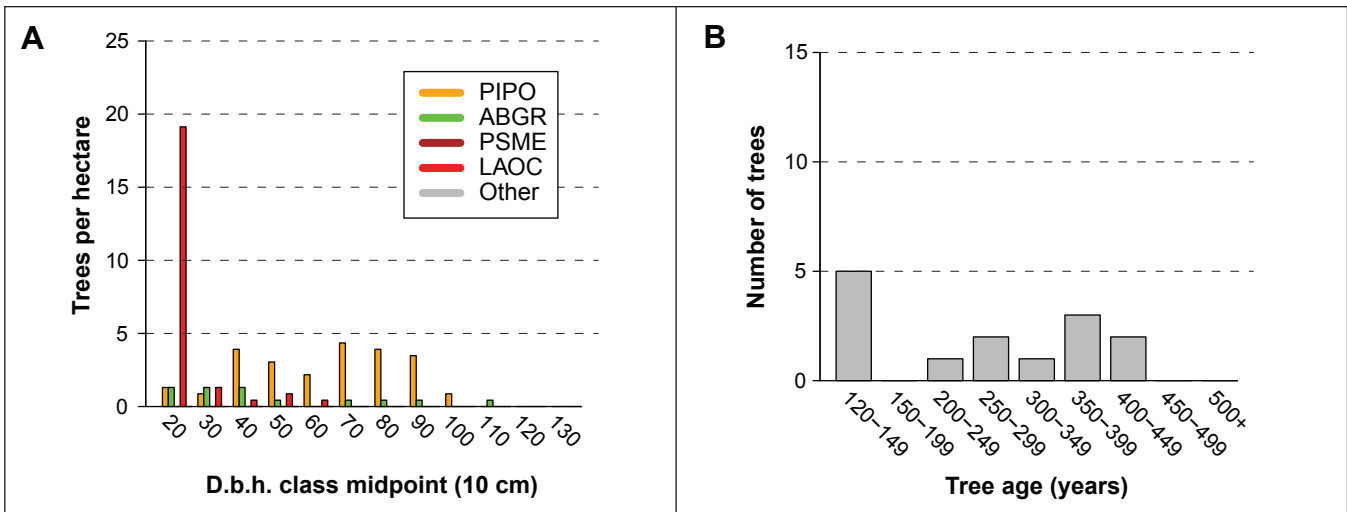 A
25
20
15
10
5
0
Trees per hectare
PIPO
ABGR
PSME
LAOC
Other
20 30 40 50 60 70 80 90 100 110 120 130
D.b.h. class midpoint (10 cm)
B
15
10
5
0
Number of trees
120–149 150–199 200–249 250–299 300–349 350–399 400–449 450–499 500+
Tree age (years)